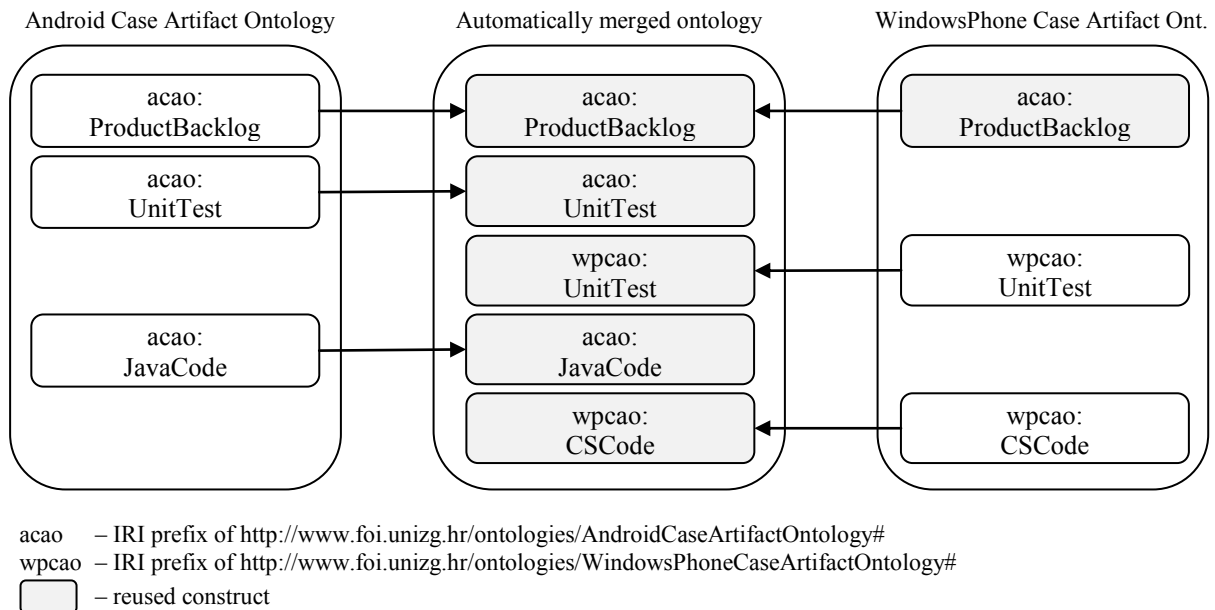 Android Case Artifact Ontology
Automatically merged ontology
WindowsPhone Case Artifact Ont.
acao:
ProductBacklog
acao:
ProductBacklog
acao:
ProductBacklog
acao:
UnitTest
acao:
UnitTest
wpcao:
UnitTest
wpcao:
UnitTest
acao:
JavaCode
acao:
JavaCode
wpcao:
CSCode
wpcao:
CSCode
acao – IRI prefix of http://www.foi.unizg.hr/ontologies/AndroidCaseArtifactOntology#
wpcao – IRI prefix of http://www.foi.unizg.hr/ontologies/WindowsPhoneCaseArtifactOntology#
– reused construct